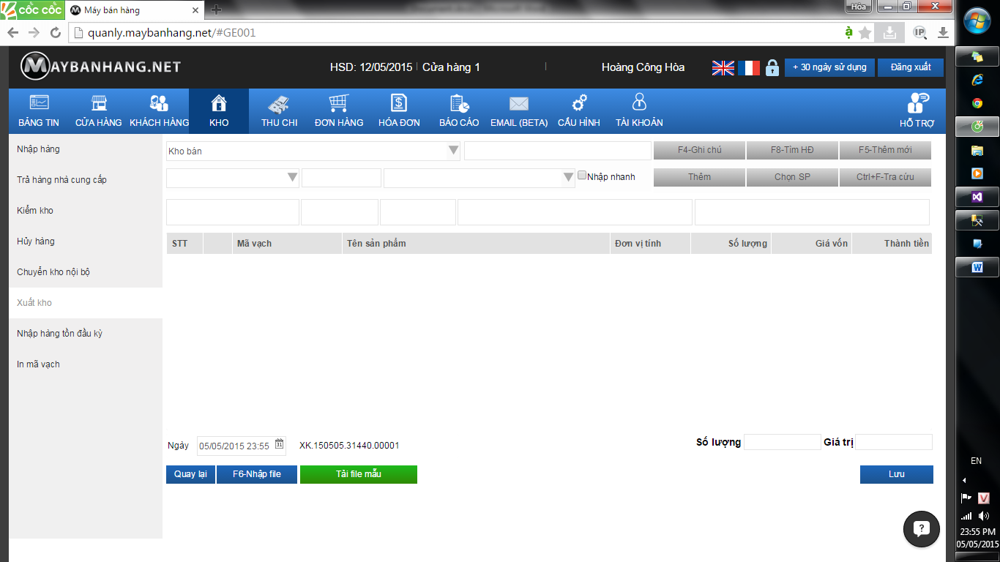 CỐC CỐC
Máy bán hàng
Hòa
quanly.maybanhang.net/#GE001
IP
MAYBANHANG.NET
HSD: 12/05/2015 | Cửa hàng 1 |
Hoàng Công Hòa
+ 30 ngày sử dụng
Đăng xuất
BẢNG TIN
CỬA HÀNG
KHÁCH HÀNG
KHO
THU CHI
ĐƠN HÀNG
HÓA ĐƠN
BÁO CÁO
EMAIL (BETA)
CẤU HÌNH
TÀI KHOẢN
HỖ TRỢ
Nhập hàng
Trả hàng nhà cung cấp
Kiểm kho
Hủy hàng
Chuyển kho nội bộ
Xuất kho
Nhập hàng tồn đầu kỳ
In mã vạch
Kho bán
F4-Ghi chú
F8-Tìm HĐ
F5-Thêm mới
Nhập nhanh
Thêm
Chọn SP
Ctrl+F-Tra cứu
STT
Mã vạch
Tên sản phẩm
Đơn vị tính
Số lượng
Giá vốn
Thành tiền
Ngày
05/05/2015 23:55
31
XK.150505.31440.00001
Số lượng
Giá trị
Quay lại
F6-Nhập file
Tải file mẫu
Lưu
EN
23:55 PM
05/05/2015